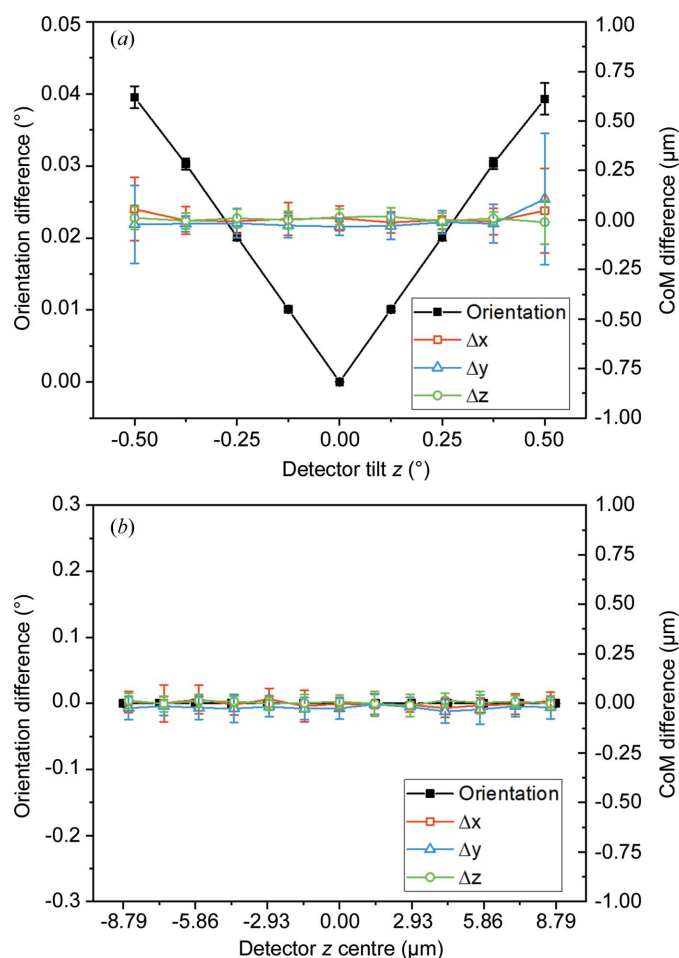 (a)
0.05
0.04
0.03
0.02
0.01
0.00
Orientation difference (°)
1.00
0.75
0.50
0.25
0.00
-0.25
-0.50
-0.75
-1.00
CoM difference (μm)
Orientation
Δx
Δy
Δz
-0.50 -0.25 0.00 0.25 0.50
Detector tilt z (°)
(b)
0.3
0.2
0.1
0.0
-0.1
-0.2
-0.3
Orientation difference (°)
1.00
0.75
0.50
0.25
0.00
-0.25
-0.50
-0.75
-1.00
CoM difference (μm)
Orientation
Δx
Δy
Δz
-8.79 -5.86 -2.93 0.00 2.93 5.86 8.79
Detector z centre (μm)